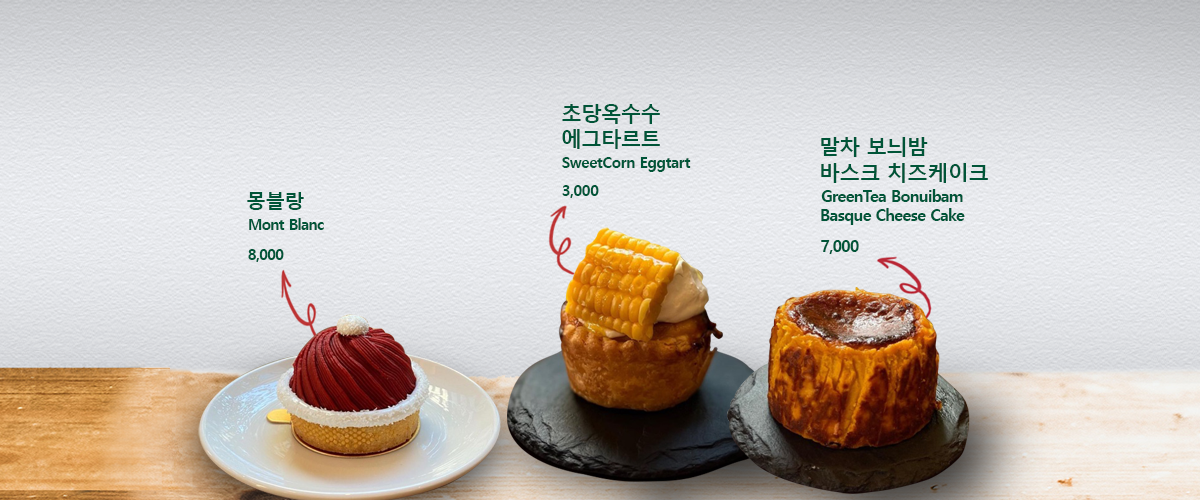 몽블랑
Mont Blanc
8,000
초당옥수수
에그타르트
SweetCorn Eggtart
3,000
말차 보늬밤
바스크 치즈케이크
GreenTea Bonuibam
Basque Cheese Cake
7,000